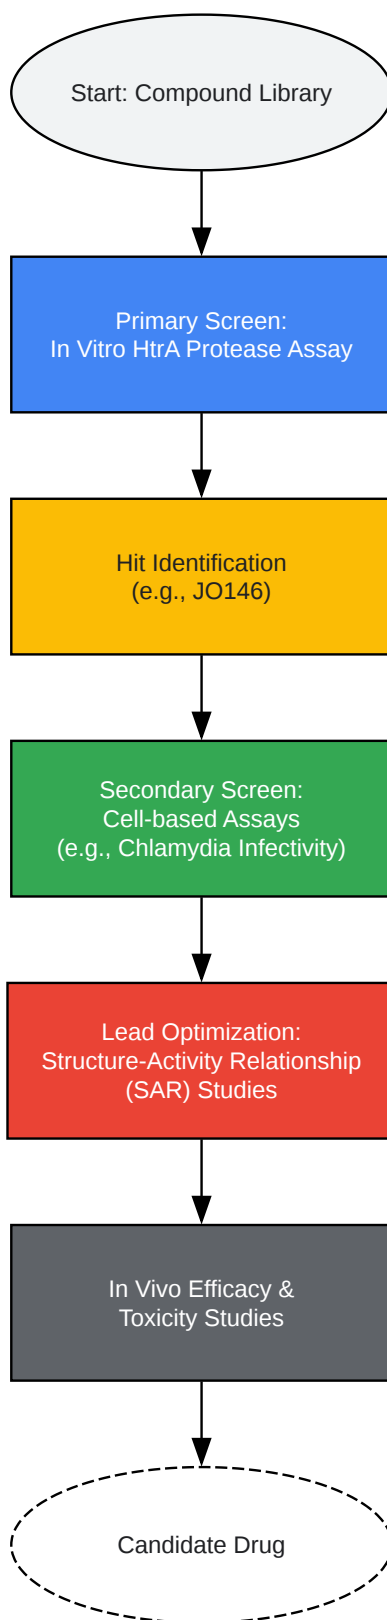 Start: Compound Library
Primary Screen:
In Vitro HtrA Protease Assay
Hit Identification
(e.g., JO146)
Secondary Screen:
Cell-based Assays
(e.g., Chlamydia Infectivity)
Lead Optimization:
Structure-Activity Relationship
(SAR) Studies
In Vivo Efficacy &
Toxicity Studies
Candidate Drug